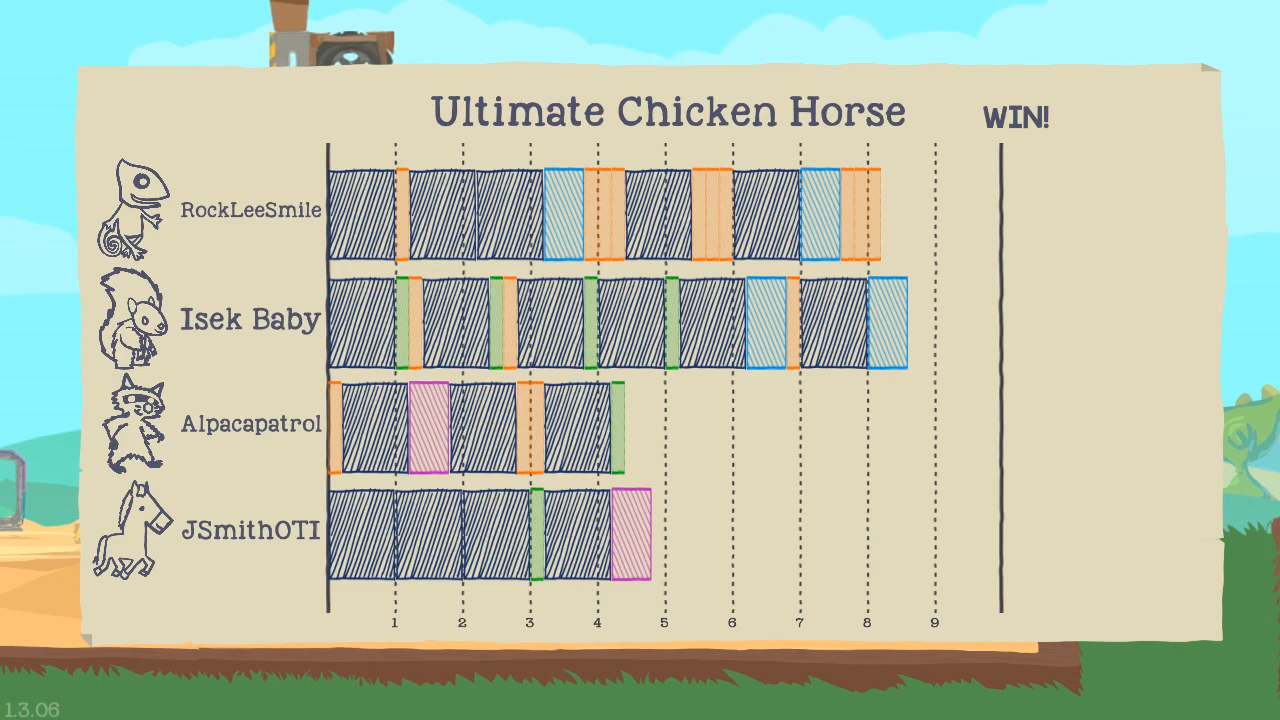 Ultimate Chicken Horse
WIN!
RockLeeSmile
Isek Baby
Alpacapatrol
JSmithOTI
1 2 3 4 5 6 7 8 9
1.3.06